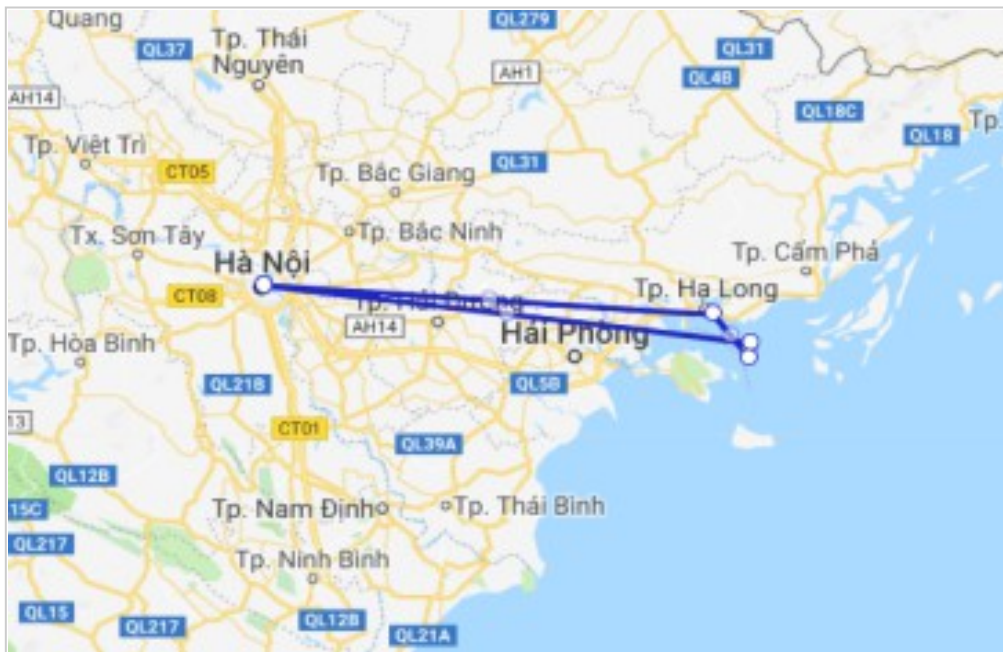 Quang
QL279
QL37
Tp. Thái
Nguyên
QL31
AH1
QL4B
AH14
QL18C
QL18
Tp.
Tp. Việt Trì
CT05
QL31
Tp. Bắc Giang
Tx. Sơn Tây
Tp. Bắc Ninh
Hà Nội
Tp. Cẩm Phả
CT08
Tp. Hạ Long
AH14
Hải Phòng
Tp. Hòa Bình
QL21B
QL5B
13
CT01
QL39A
QL12B
15C
Tp. Nam Định
Tp. Thái Bình
QL217
Tp. Ninh Bình
QL15
QL217
QL12B
QL21A